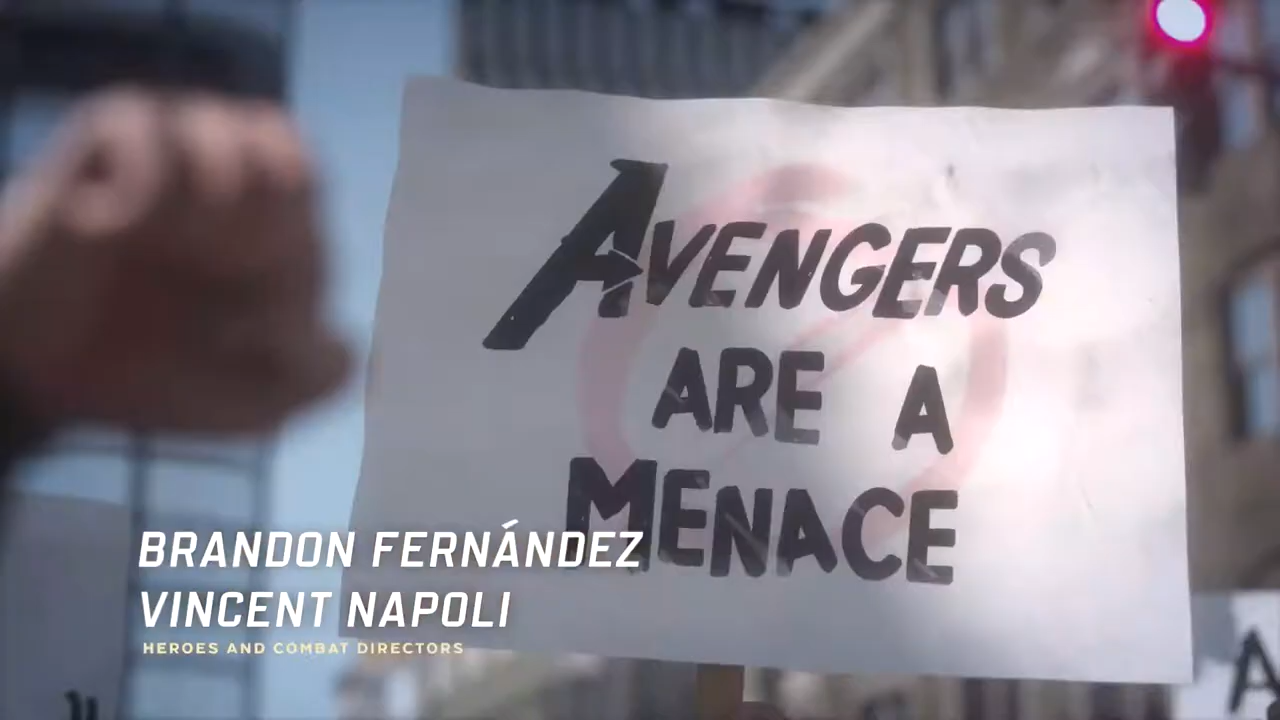 AVENGERS
ARE A
MENACE
BRANDON FERNÁNDEZ
VINCENT NAPOLI
HEROES AND COMBAT DIRECTORS
A